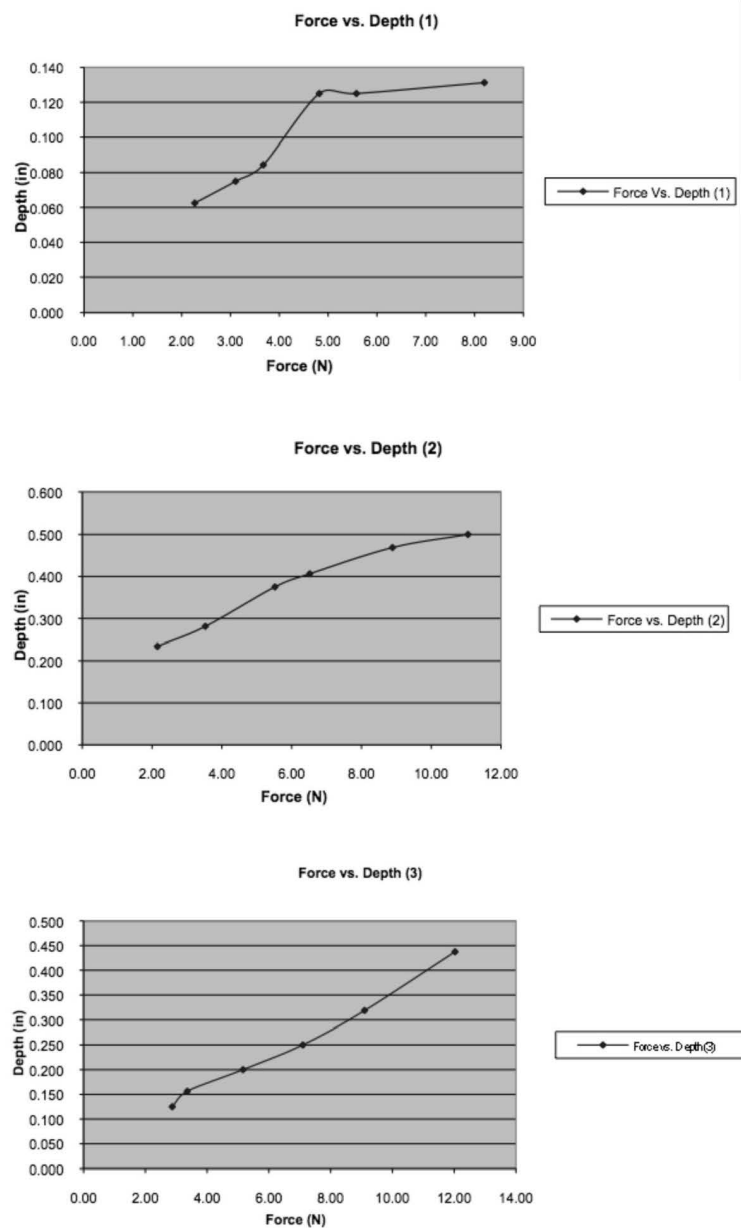 Force vs. Depth (1)
0.140
0.120
0.100
0.080
0.060
0.040
0.020
0.000
Depth (in)
0.00 1.00 2.00 3.00 4.00 5.00 6.00 7.00 8.00 9.00
Force (N)
Force Vs. Depth (1)
Force vs. Depth (2)
0.600
0.500
0.400
0.300
0.200
0.100
0.000
Depth (in)
0.00 2.00 4.00 6.00 8.00 10.00 12.00
Force (N)
Force vs. Depth (2)
Force vs. Depth (3)
0.500
0.450
0.400
0.350
0.300
0.250
0.200
0.150
0.100
0.050
0.000
Depth (in)
0.00 2.00 4.00 6.00 8.00 10.00 12.00 14.00
Force (N)
Force vs. Depth(3)